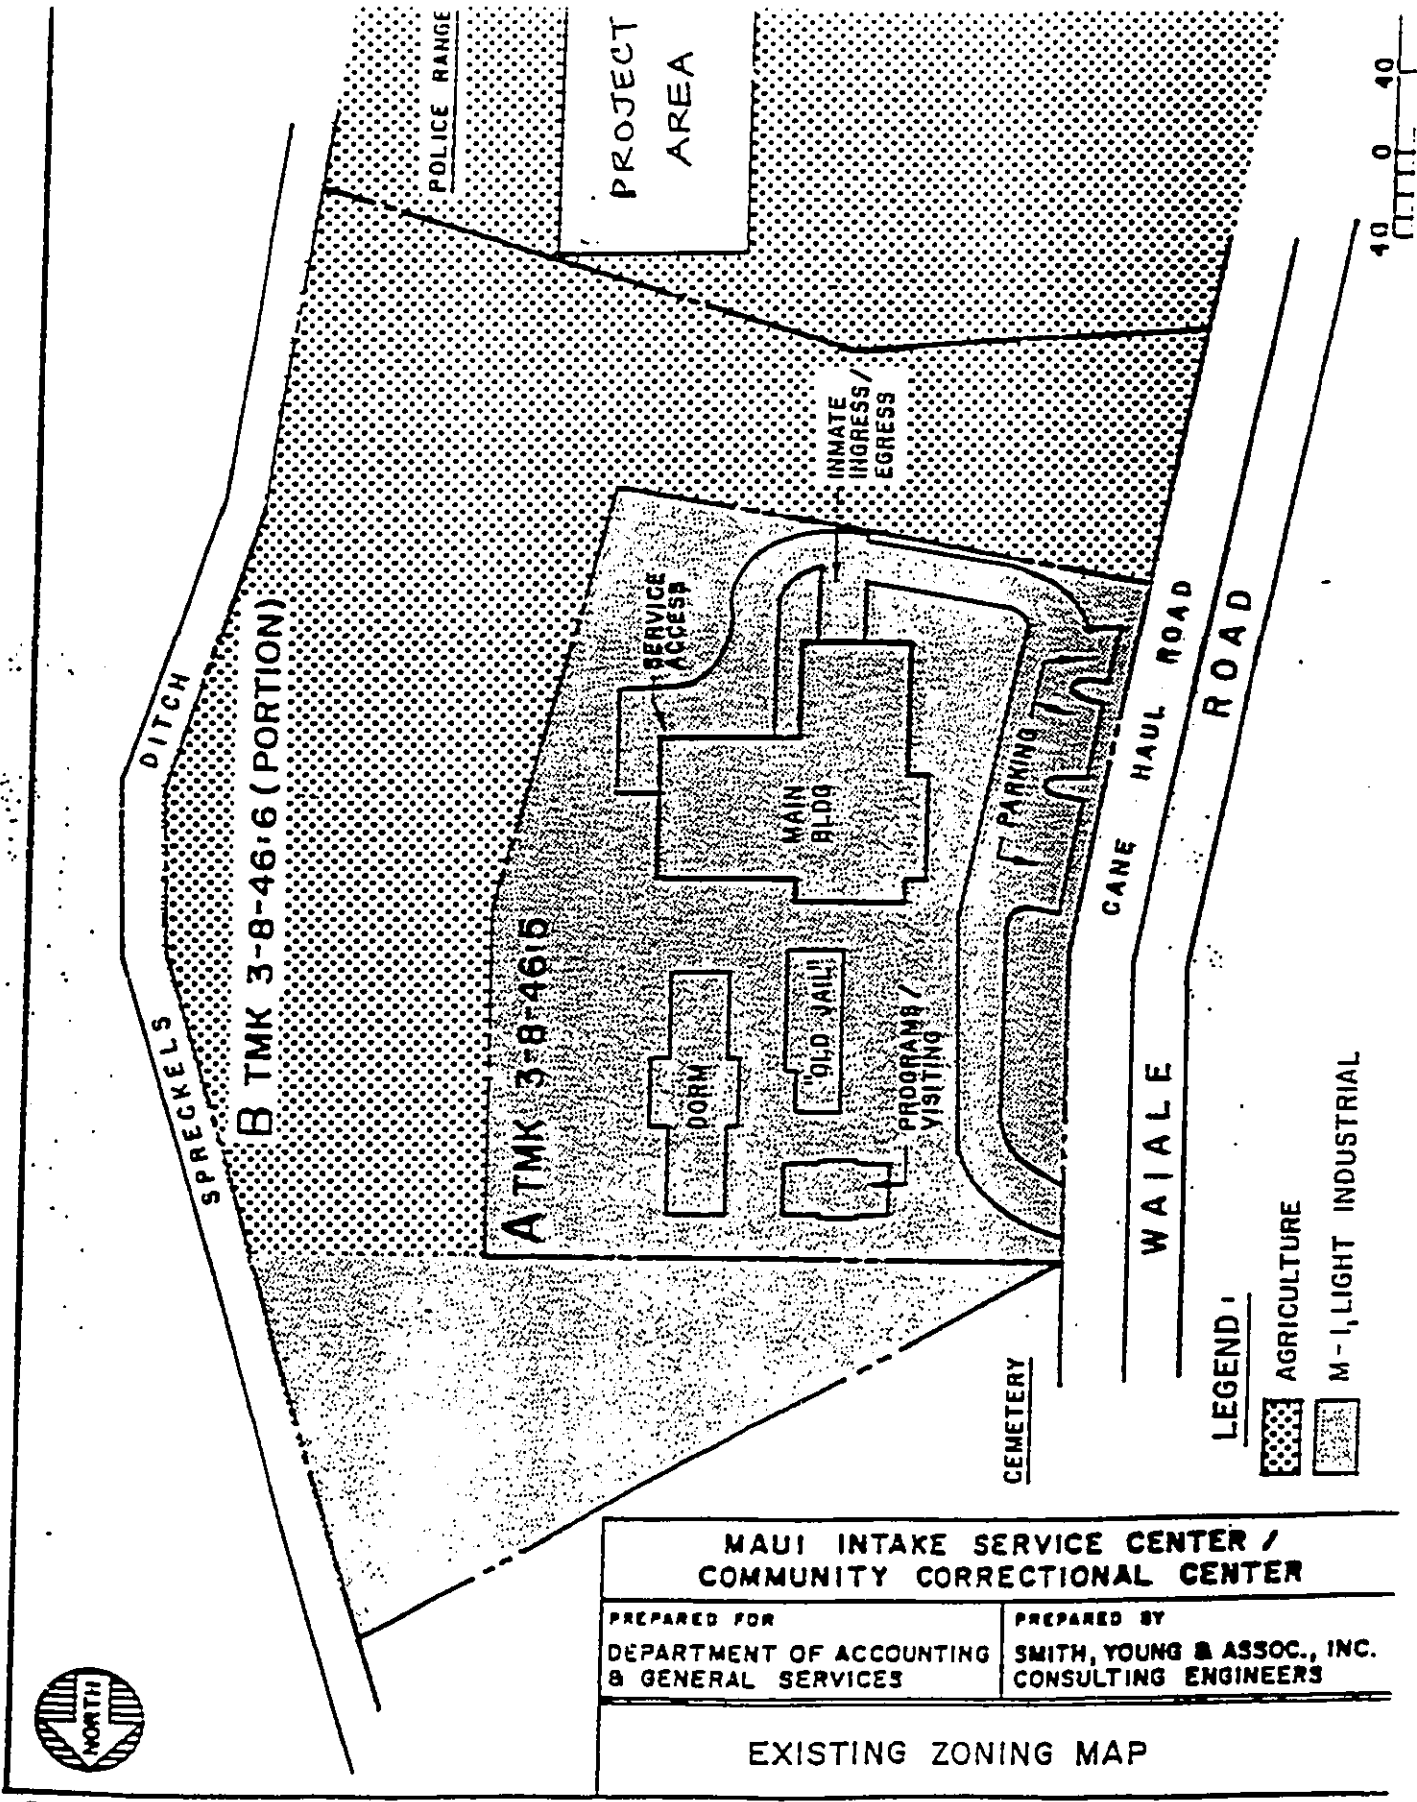 POLICE RANGE
PROJECT
AREA
DITCH
SPRECKELS
B TMK 3-8-46:6 (PORTION)
INMATE
INGRESS /
EGRESS
SERVICE
ACCESS
A TMK 3-8-46:5
MAIN
BLDG
PARKING
DORM
"OLD JAIL"
PROGRAMS /
VISITING
CANE HAUL ROAD
WAIALE ROAD
40 0 40
CEMETERY
LEGEND:
AGRICULTURE
M-1, LIGHT INDUSTRIAL
NORTH
MAUI INTAKE SERVICE CENTER /
COMMUNITY CORRECTIONAL CENTER
PREPARED FOR
DEPARTMENT OF ACCOUNTING
& GENERAL SERVICES
PREPARED BY
SMITH, YOUNG & ASSOC., INC.
CONSULTING ENGINEERS
EXISTING ZONING MAP